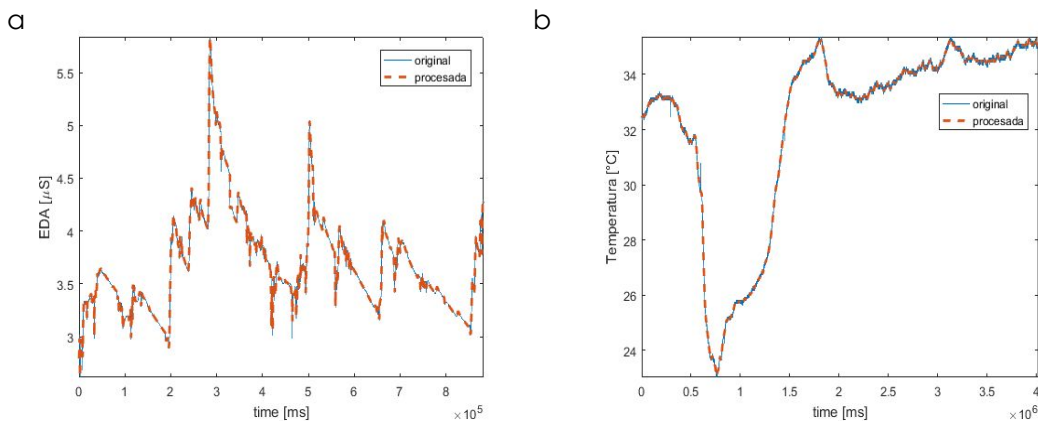 a
EDA [µS]
5.5
5
4.5
4
3.5
3
original
procesada
0 1 2 3 4 5 6 7 8
time [ms]
×10^5
b
Temperatura [°C]
34
32
30
28
26
24
original
procesada
0 0.5 1 1.5 2 2.5 3 3.5 4
time [ms]
×10^6